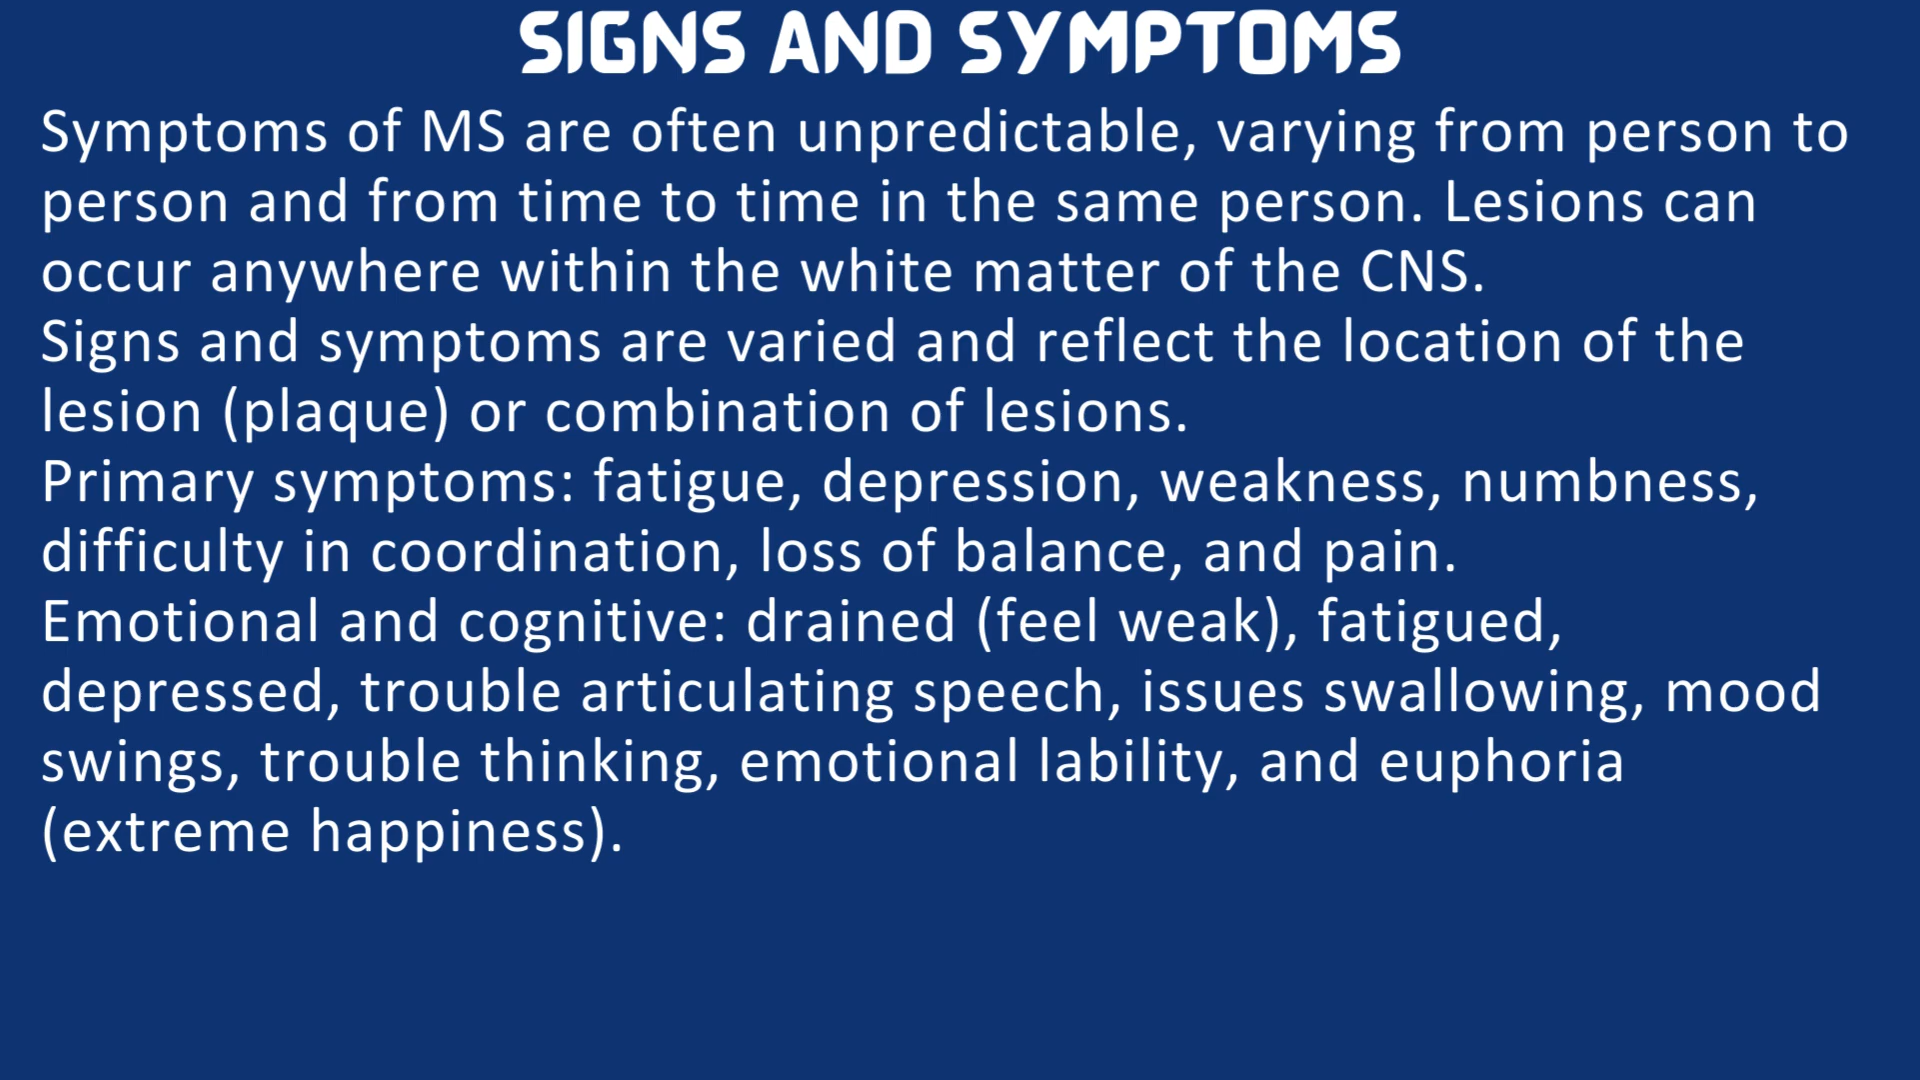 SIGNS AND SYMPTOMS
Symptoms of MS are often unpredictable, varying from person to
person and from time to time in the same person. Lesions can
occur anywhere within the white matter of the CNS.
Signs and symptoms are varied and reflect the location of the
lesion (plaque) or combination of lesions.
Primary symptoms: fatigue, depression, weakness, numbness,
difficulty in coordination, loss of balance, and pain.
Emotional and cognitive: drained (feel weak), fatigued,
depressed, trouble articulating speech, issues swallowing, mood
swings, trouble thinking, emotional lability, and euphoria
(extreme happiness).